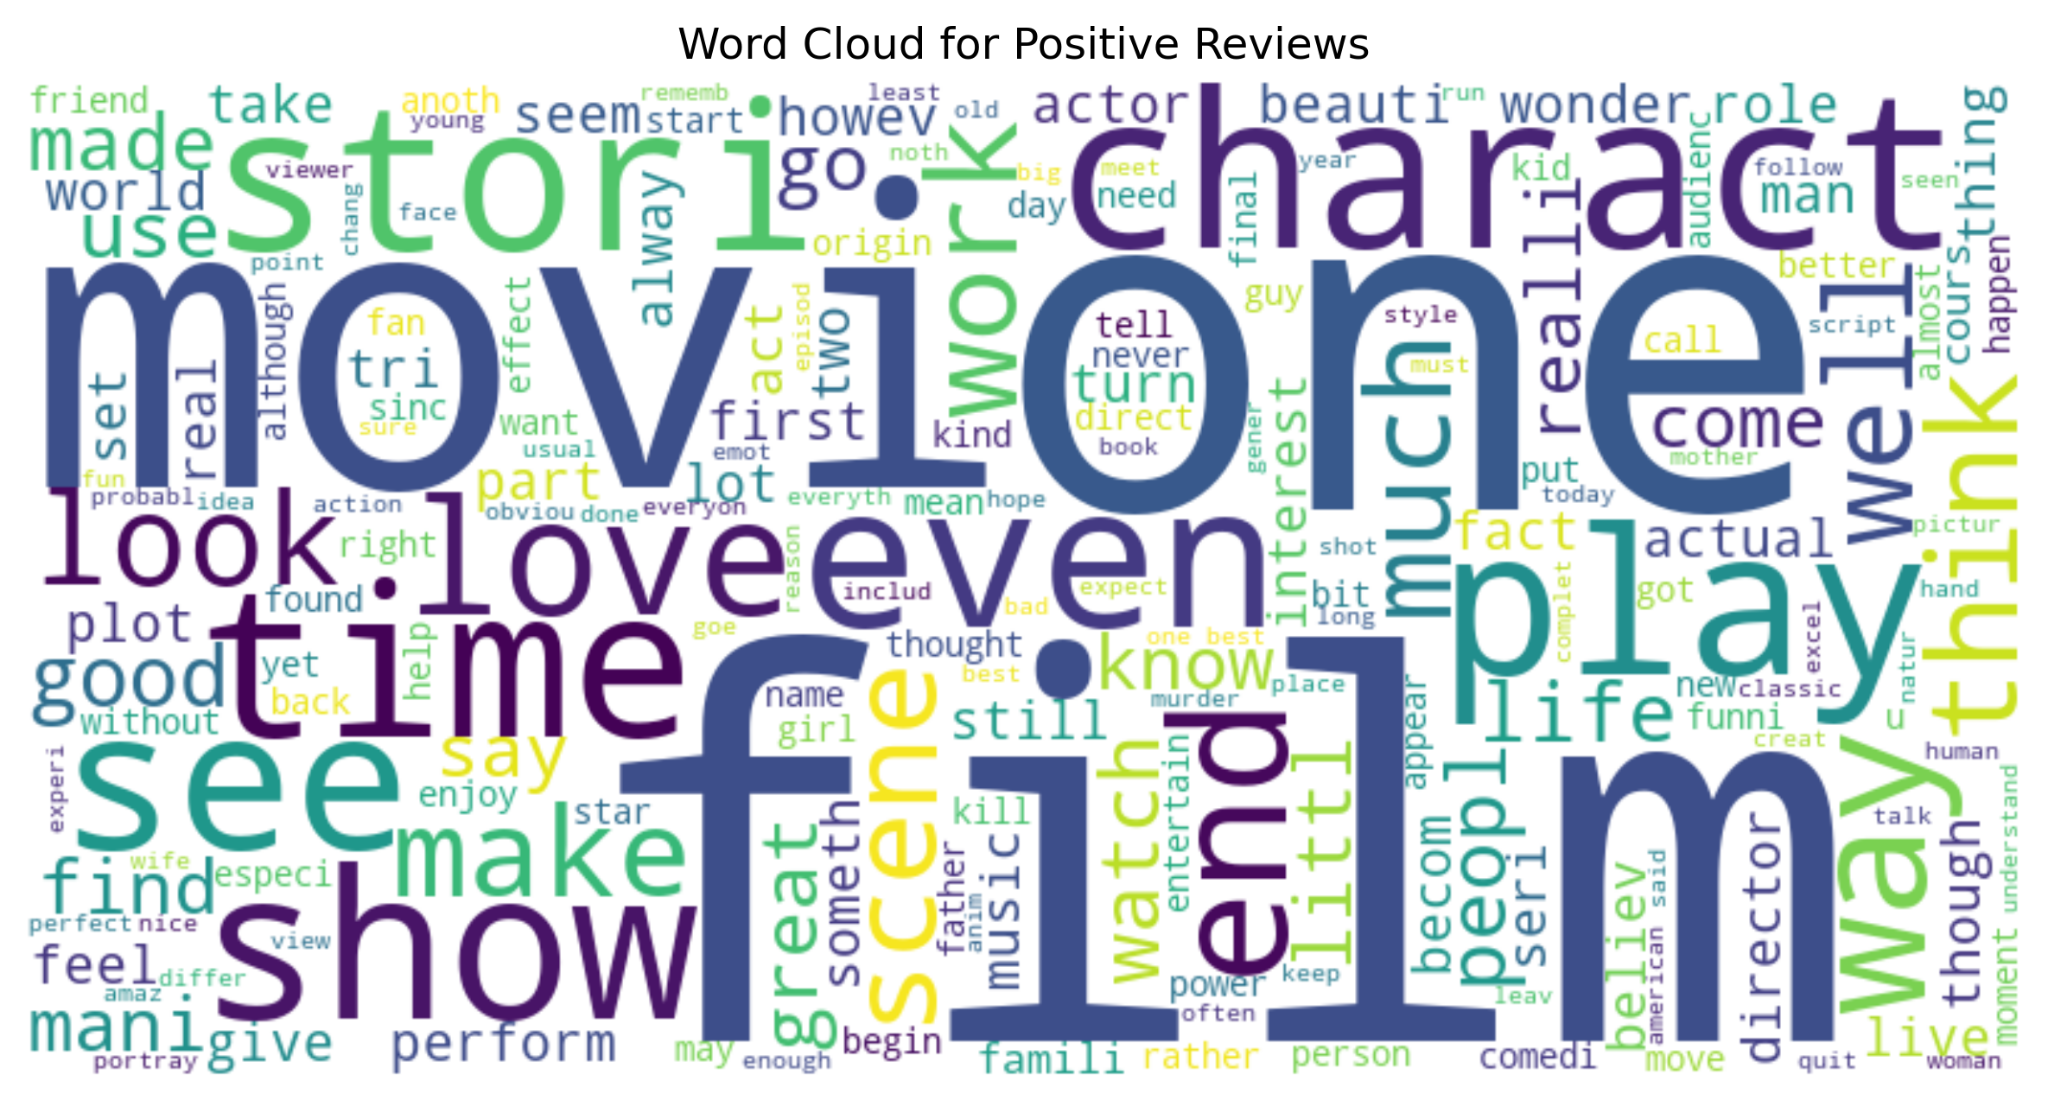 Word Cloud for Positive Reviews
friend
take
anoth
young
seem
rememb
start
howev
least
old
actor
beauti
run
wonder
role
thing
made
stori
viewer
go
noth
work
big
meet
charact
year
kid
audienc
follow
man
seen
world
use
chang
face
alway
origin
day
need
final
realli
better
cours
happen
point
movi
one
although
fan
tri
sinc
sure
effect
act
episod
two
guy
tell
never
turn
direct
book
style
much
must
call
script
well
almost
set
real
want
usual
first
emot
kind
gener
interest
come
mother
put
today
think
fun
probabl
idea
action
part
lot
everyth
mean
hope
obviou
done
everyon
look
right
love
reason
even
includ
bad
expect
shot
bit
long
fact
play
actual
complet
got
pictur
hand
plot
found
time
help
goe
thought
best
one best
know
murder
place
good
yet
back
without
name
girl
scene
still
film
end
appear
life
new
classic
excel
natur
funni
u
creat
human
see
say
experi
enjoy
star
make
kill
watch
entertain
littl
peopl
becom
seri
way
talk
though
understand
find
wife
especi
great
someth
father
anim
music
believ
said
american
director
perfect
nice
show
view
feel
differ
amaz
power
keep
often
leav
moment
mani
give
portray
perform
may
enough
begin
famili
rather
person
comedi
move
quit
live
woman